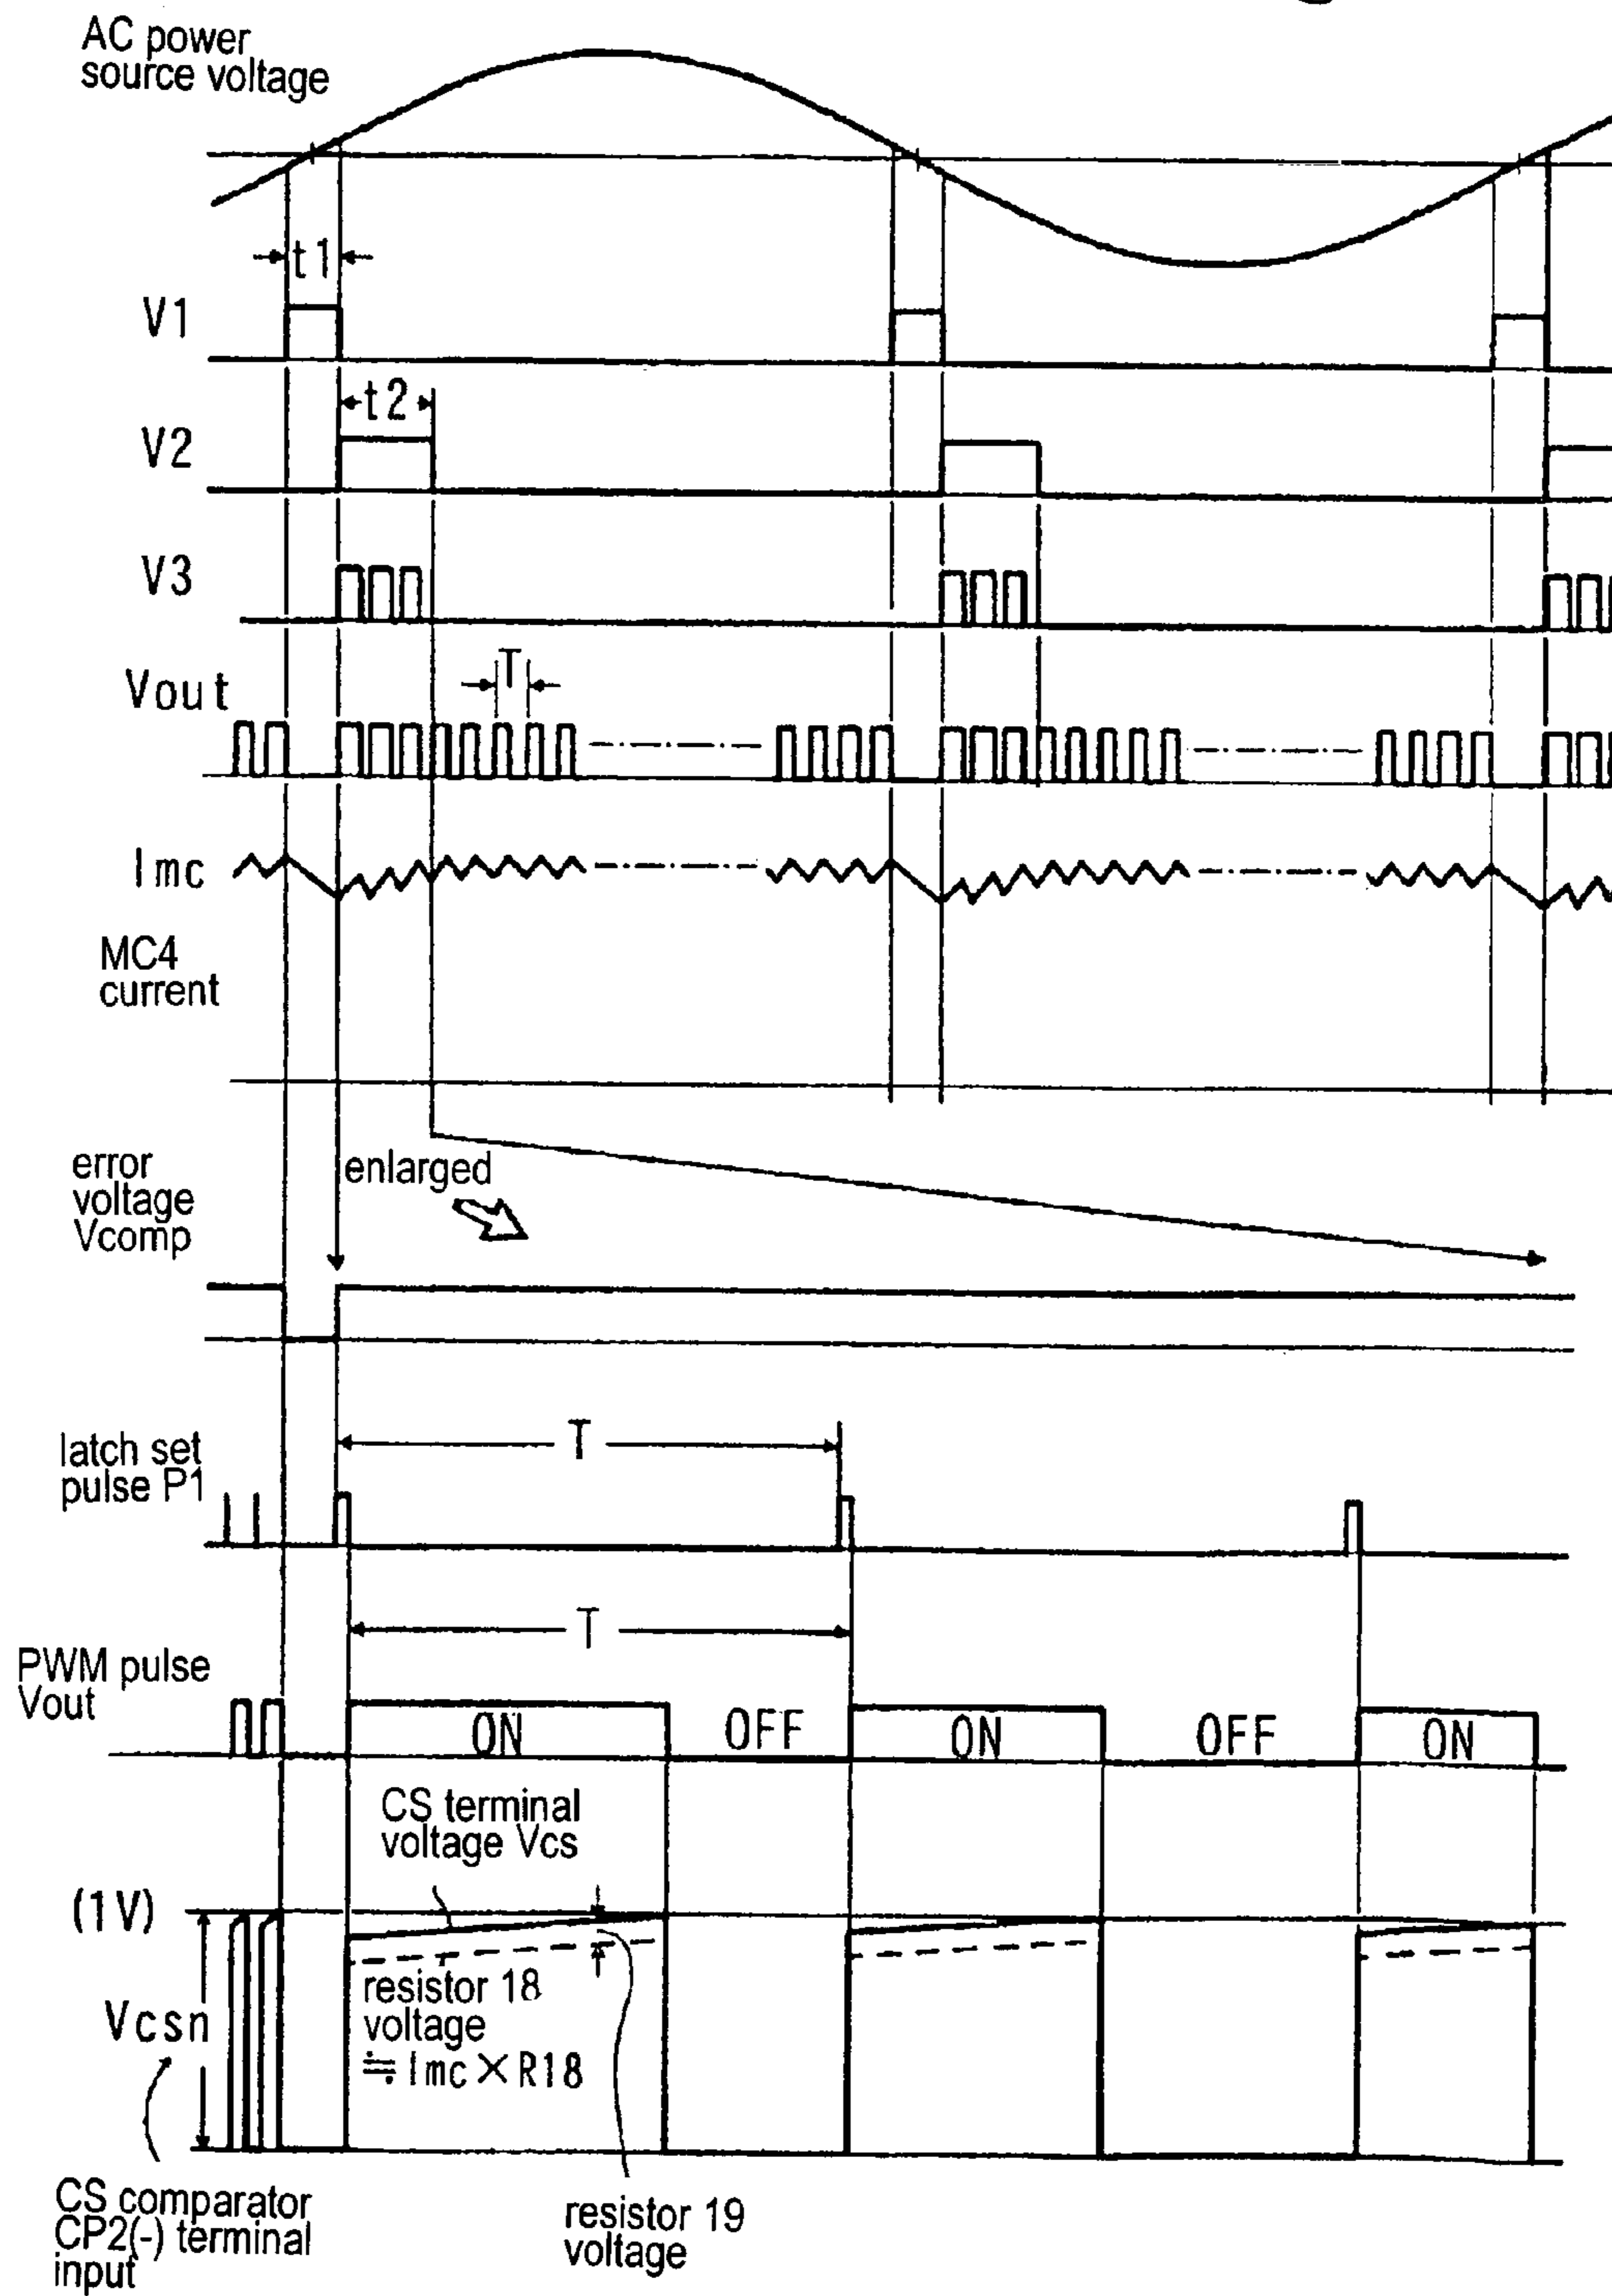 AC power
source voltage
t1
V1
t2
V2
V3
T
Vout
Imc
MC4
current
error
voltage
Vcomp
enlarged
T
latch set
pulse P1
T
PWM pulse
Vout
ON
OFF
ON
OFF
ON
CS terminal
voltage Vcs
(1V)
resistor 18
voltage
≒Imc×R18
Vcsn
CS comparator
CP2(-) terminal
input
resistor 19
voltage